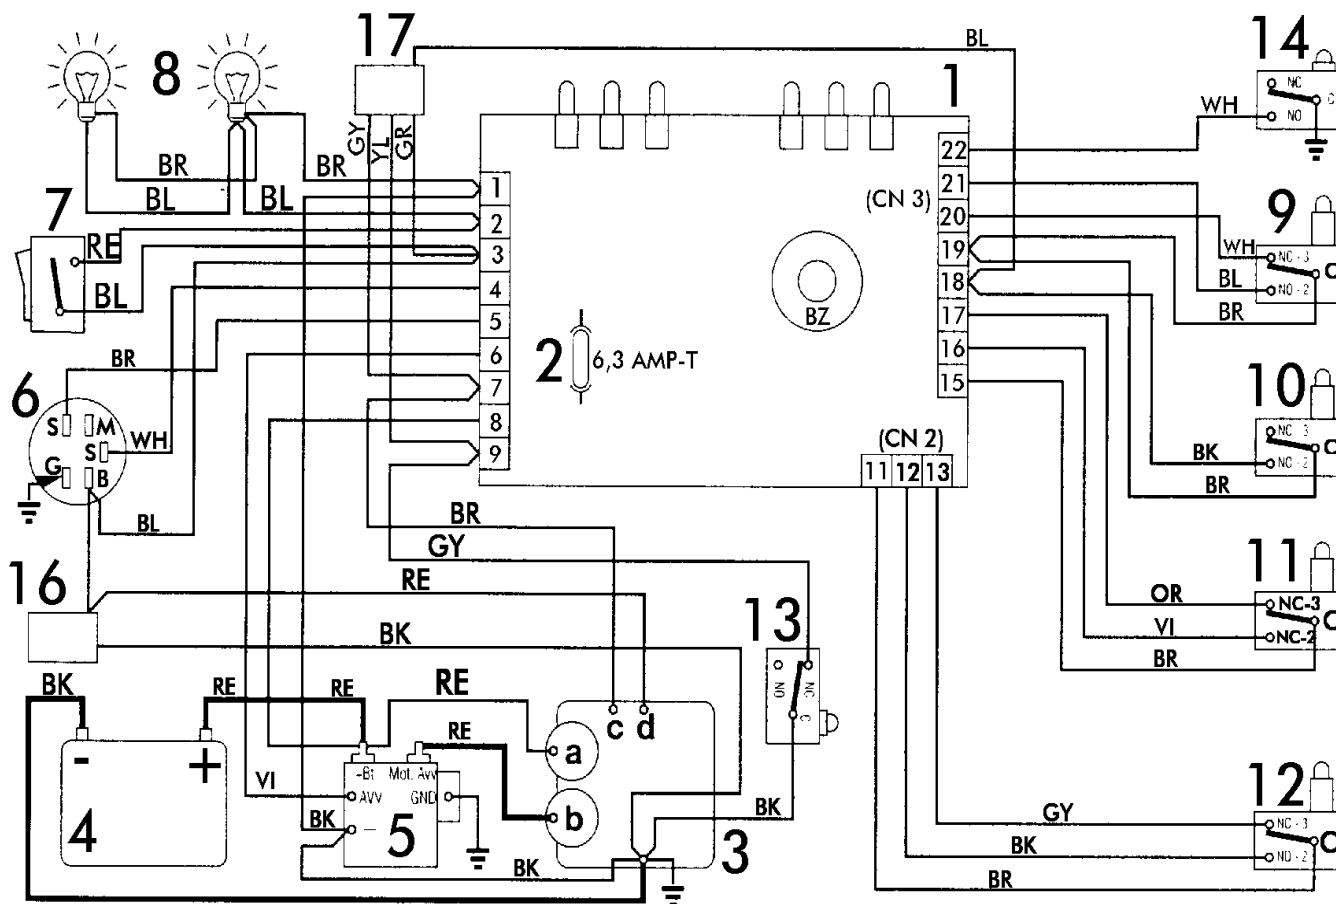 17
BL
14
8
1
NC
C
NO
WH
GY
YL
GR
BR
BR
BL
BL
7
RE
BL
1
2
3
4
5
6
7
8
9
22
21
20
19
18
17
16
15
(CN 3)
BZ
9
WH
NC - 3
C
BL
NO - 2
BR
2
6,3 AMP-T
BR
6
S
M
WH
S
G
B
BL
(CN 2)
11
12
13
10
NC - 3
C
BK
NO - 2
BR
BR
GY
16
RE
BK
11
OR
NC-3
C
VI
NC-2
BR
13
NO
NC
C
BK
RE
RE
RE
RE
-
+
4
c
d
a
b
3
-Bt
Mot. Avv
VI
AVV
GND
BK
-
5
BK
BK
12
GY
NC - 3
C
BK
NO - 2
BR